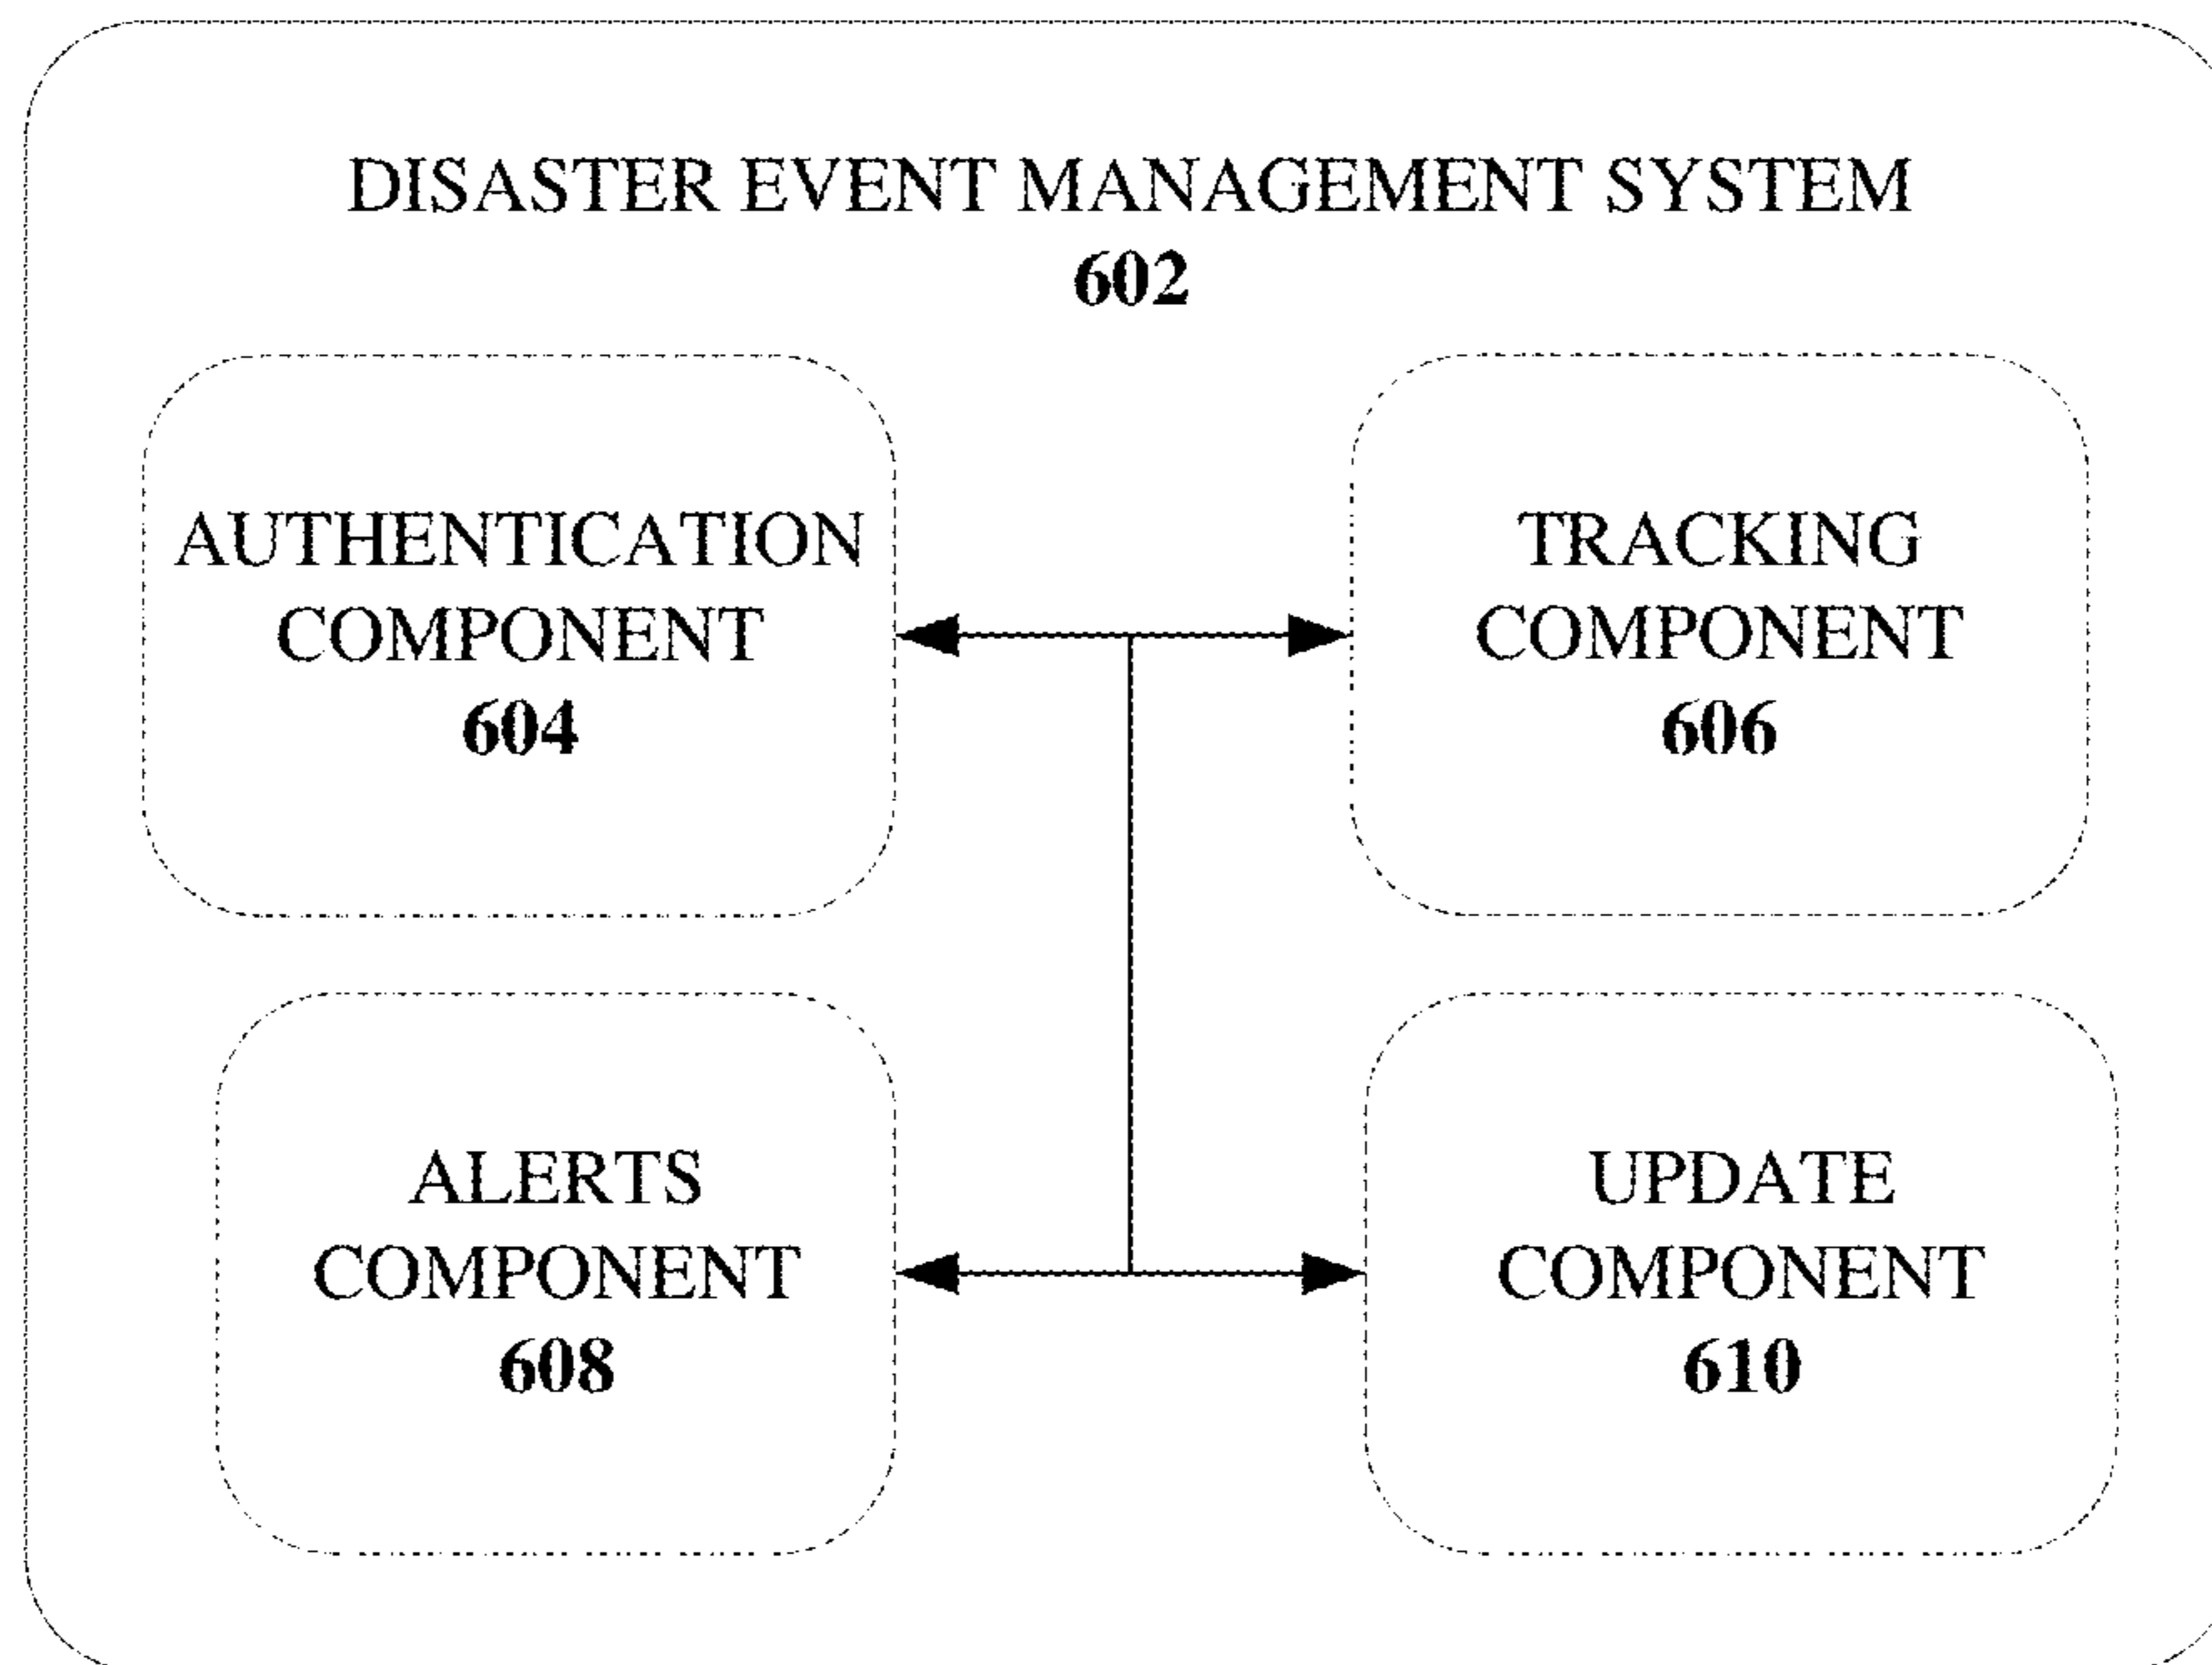 DISASTER EVENT MANAGEMENT SYSTEM
602
AUTHENTICATION
COMPONENT
604
TRACKING
COMPONENT
606
ALERTS
COMPONENT
608
UPDATE
COMPONENT
610